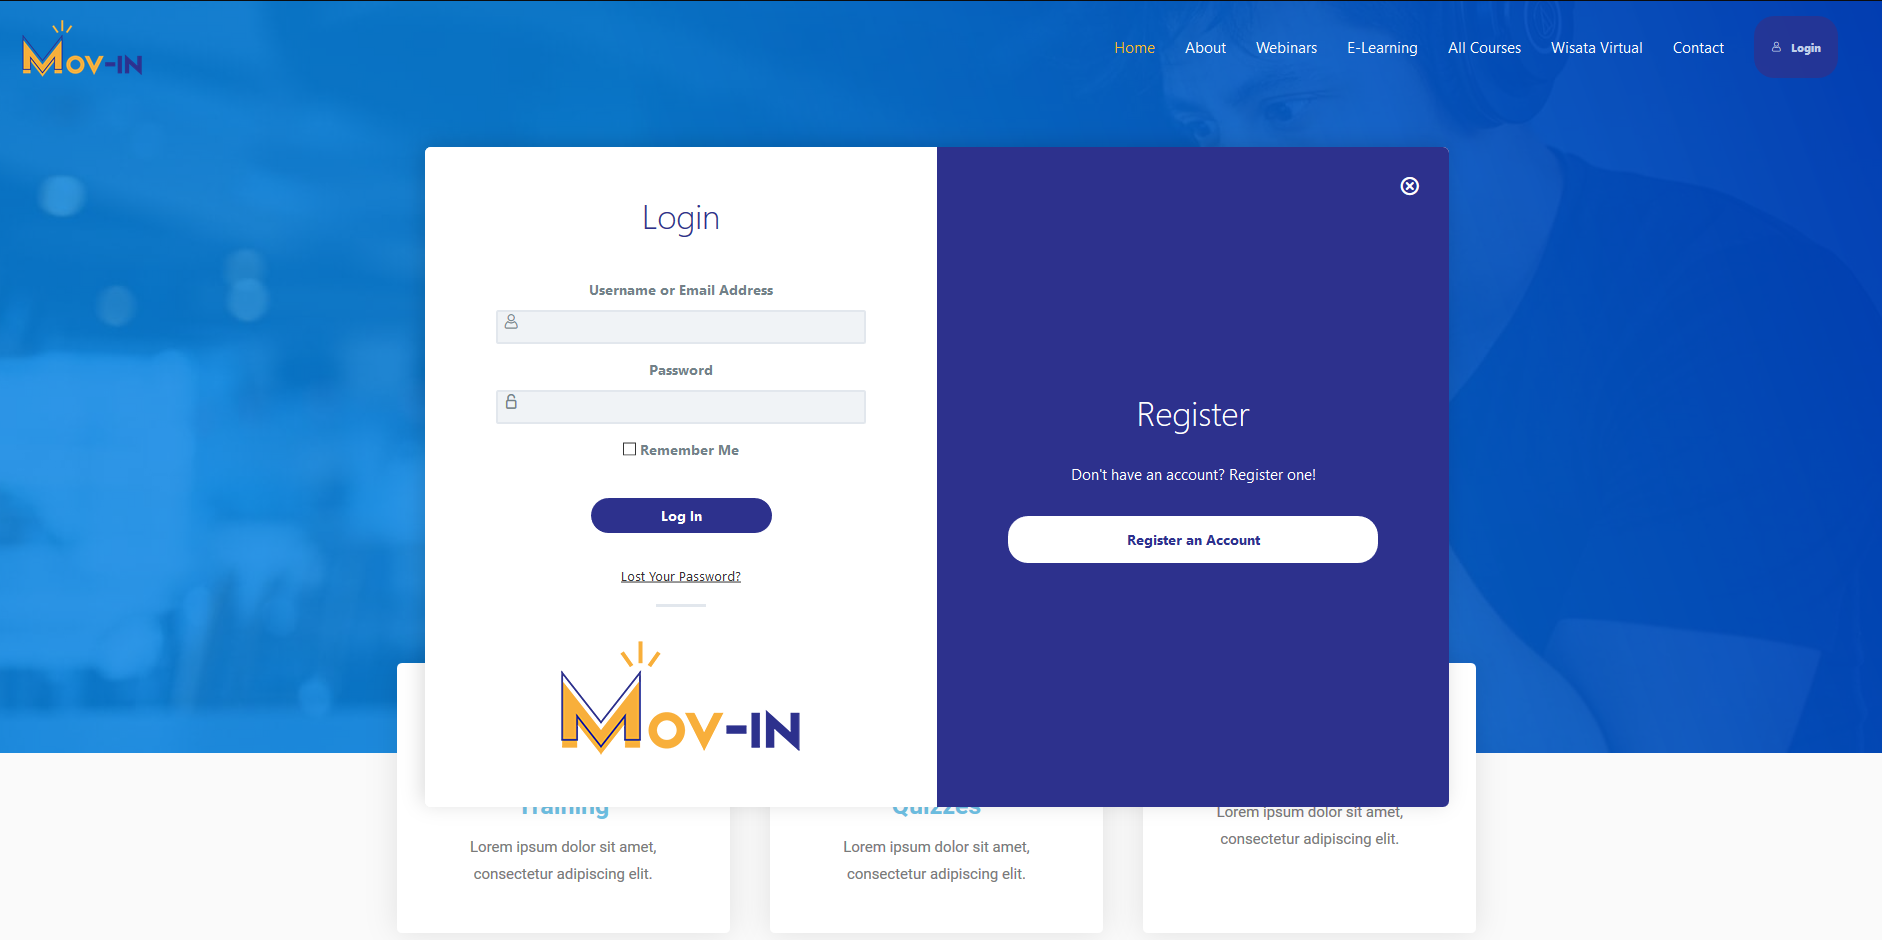 MOV-IN
Home
About
Webinars
E-Learning
All Courses
Wisata Virtual
Contact
Login
Login
Username or Email Address
Password
Remember Me
Log In
Lost Your Password?
MOV-IN
Register
Don't have an account? Register one!
Register an Account
Training
Lorem ipsum dolor sit amet,
consectetur adipiscing elit.
Quizzes
Lorem ipsum dolor sit amet,
consectetur adipiscing elit.
Lorem ipsum dolor sit amet,
consectetur adipiscing elit.